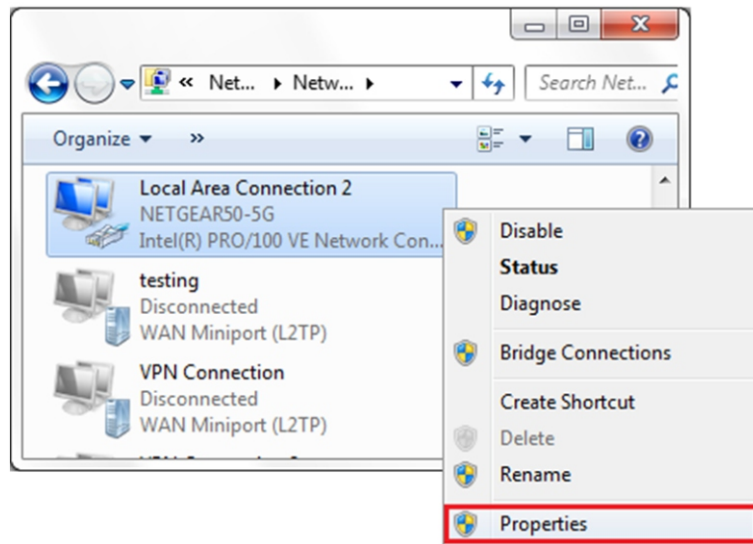 « Net... Netw...
Search Net...
Organize »
Local Area Connection 2
NETGEAR50-5G
Intel(R) PRO/100 VE Network Con...
testing
Disconnected
WAN Miniport (L2TP)
VPN Connection
Disconnected
WAN Miniport (L2TP)
Disable
Status
Diagnose
Bridge Connections
Create Shortcut
Delete
Rename
Properties